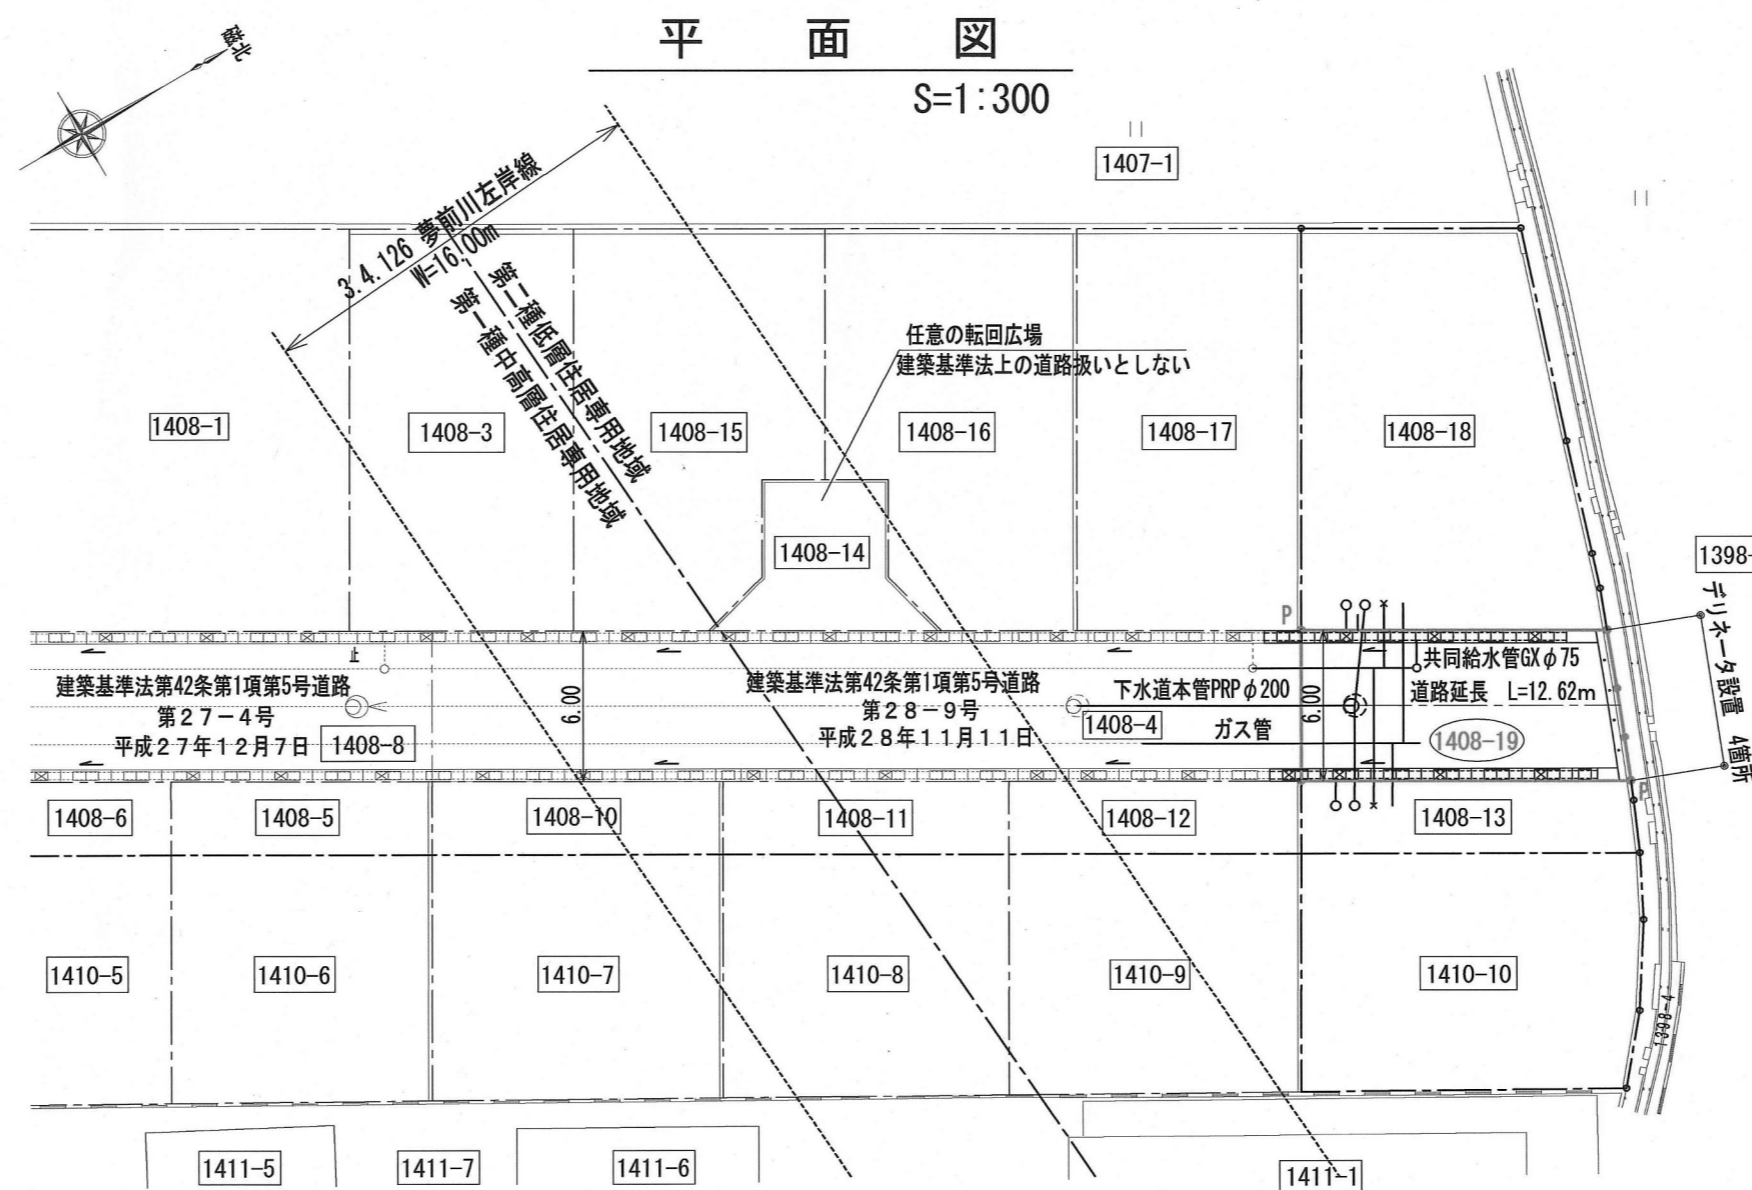 平面図
S=1:300
磁北
1407-1
3.4.126 夢前川左岸線
W=16.00m
第二種低層住居専用地域
第一種中高層住居専用地域
任意の転回広場
建築基準法上の道路扱いとしない
1408-1
1408-3
1408-15
1408-16
1408-17
1408-18
1408-14
1398-
デリネータ設置 4箇所
P
止
建築基準法第42条第1項第5号道路
第27-4号
平成27年12月7日
1408-8
6.00
建築基準法第42条第1項第5号道路
第28-9号
平成28年11月11日
1408-4
下水道本管PRPφ200
ガス管
6.00
共同給水管GXφ75
道路延長 L=12.62m
1408-19
P
1408-6
1408-5
1408-10
1408-11
1408-12
1408-13
1410-5
1410-6
1410-7
1410-8
1410-9
1410-10
1398-4
1411-5
1411-7
1411-6
1411-1